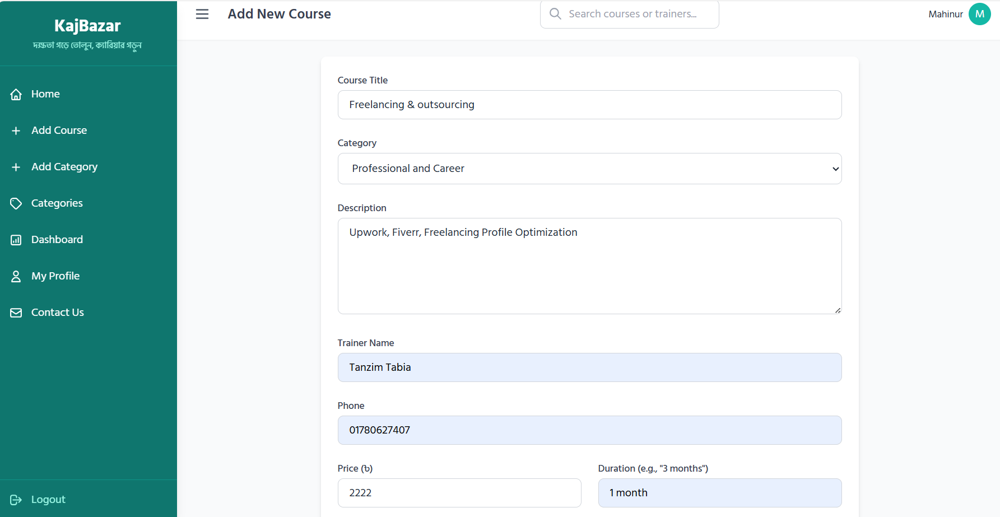 KajBazar
দক্ষতা গড়ে তোলুন, ক্যারিয়ার গড়ুন
Home
Add Course
Add Category
Categories
Dashboard
My Profile
Contact Us
Logout
Add New Course
Search courses or trainers...
Mahinur
M
Course Title
Freelancing & outsourcing
Category
Professional and Career
Description
Upwork, Fiverr, Freelancing Profile Optimization
Trainer Name
Tanzim Tabia
Phone
01780627407
Price (৳)
2222
Duration (e.g., "3 months")
1 month